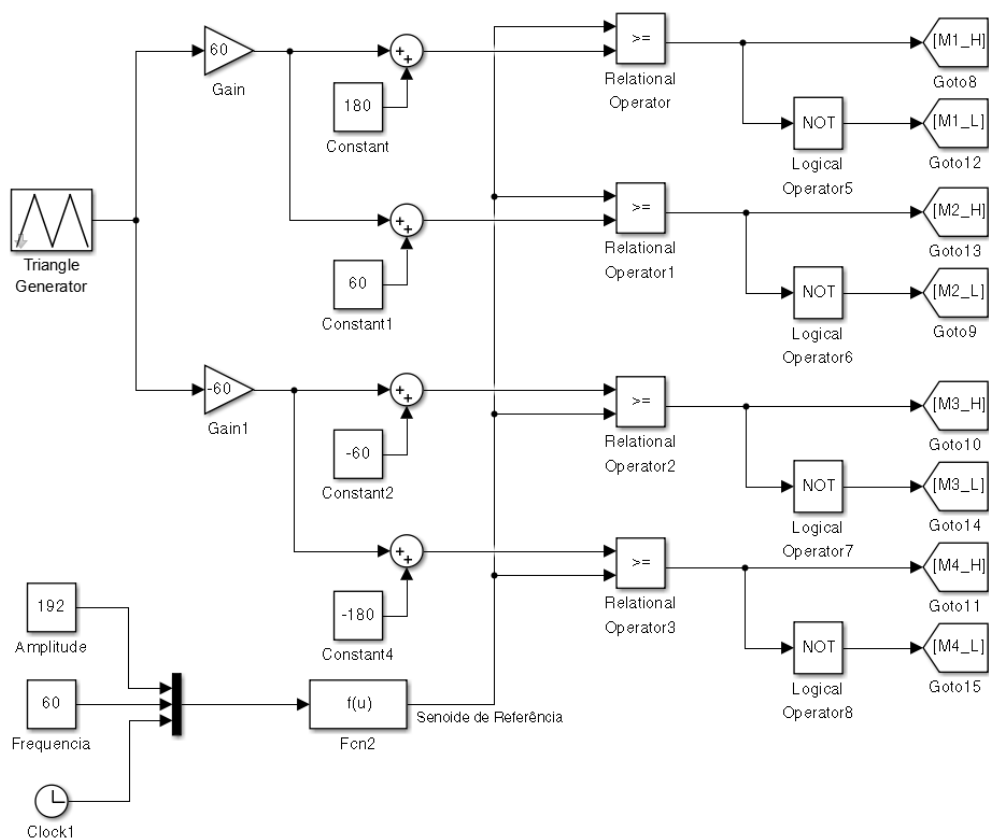 60
Gain
180
Constant
>=
Relational
Operator
[M1_H]
Goto8
NOT
Logical
Operator5
[M1_L]
Goto12
Triangle
Generator
60
Constant1
>=
Relational
Operator1
[M2_H]
Goto13
NOT
Logical
Operator6
[M2_L]
Goto9
-60
Gain1
-60
Constant2
>=
Relational
Operator2
[M3_H]
Goto10
NOT
Logical
Operator7
[M3_L]
Goto14
-180
Constant4
>=
Relational
Operator3
[M4_H]
Goto11
NOT
Logical
Operator8
[M4_L]
Goto15
192
Amplitude
60
Frequencia
Clock1
f(u)
Fcn2
Senoide de Referência